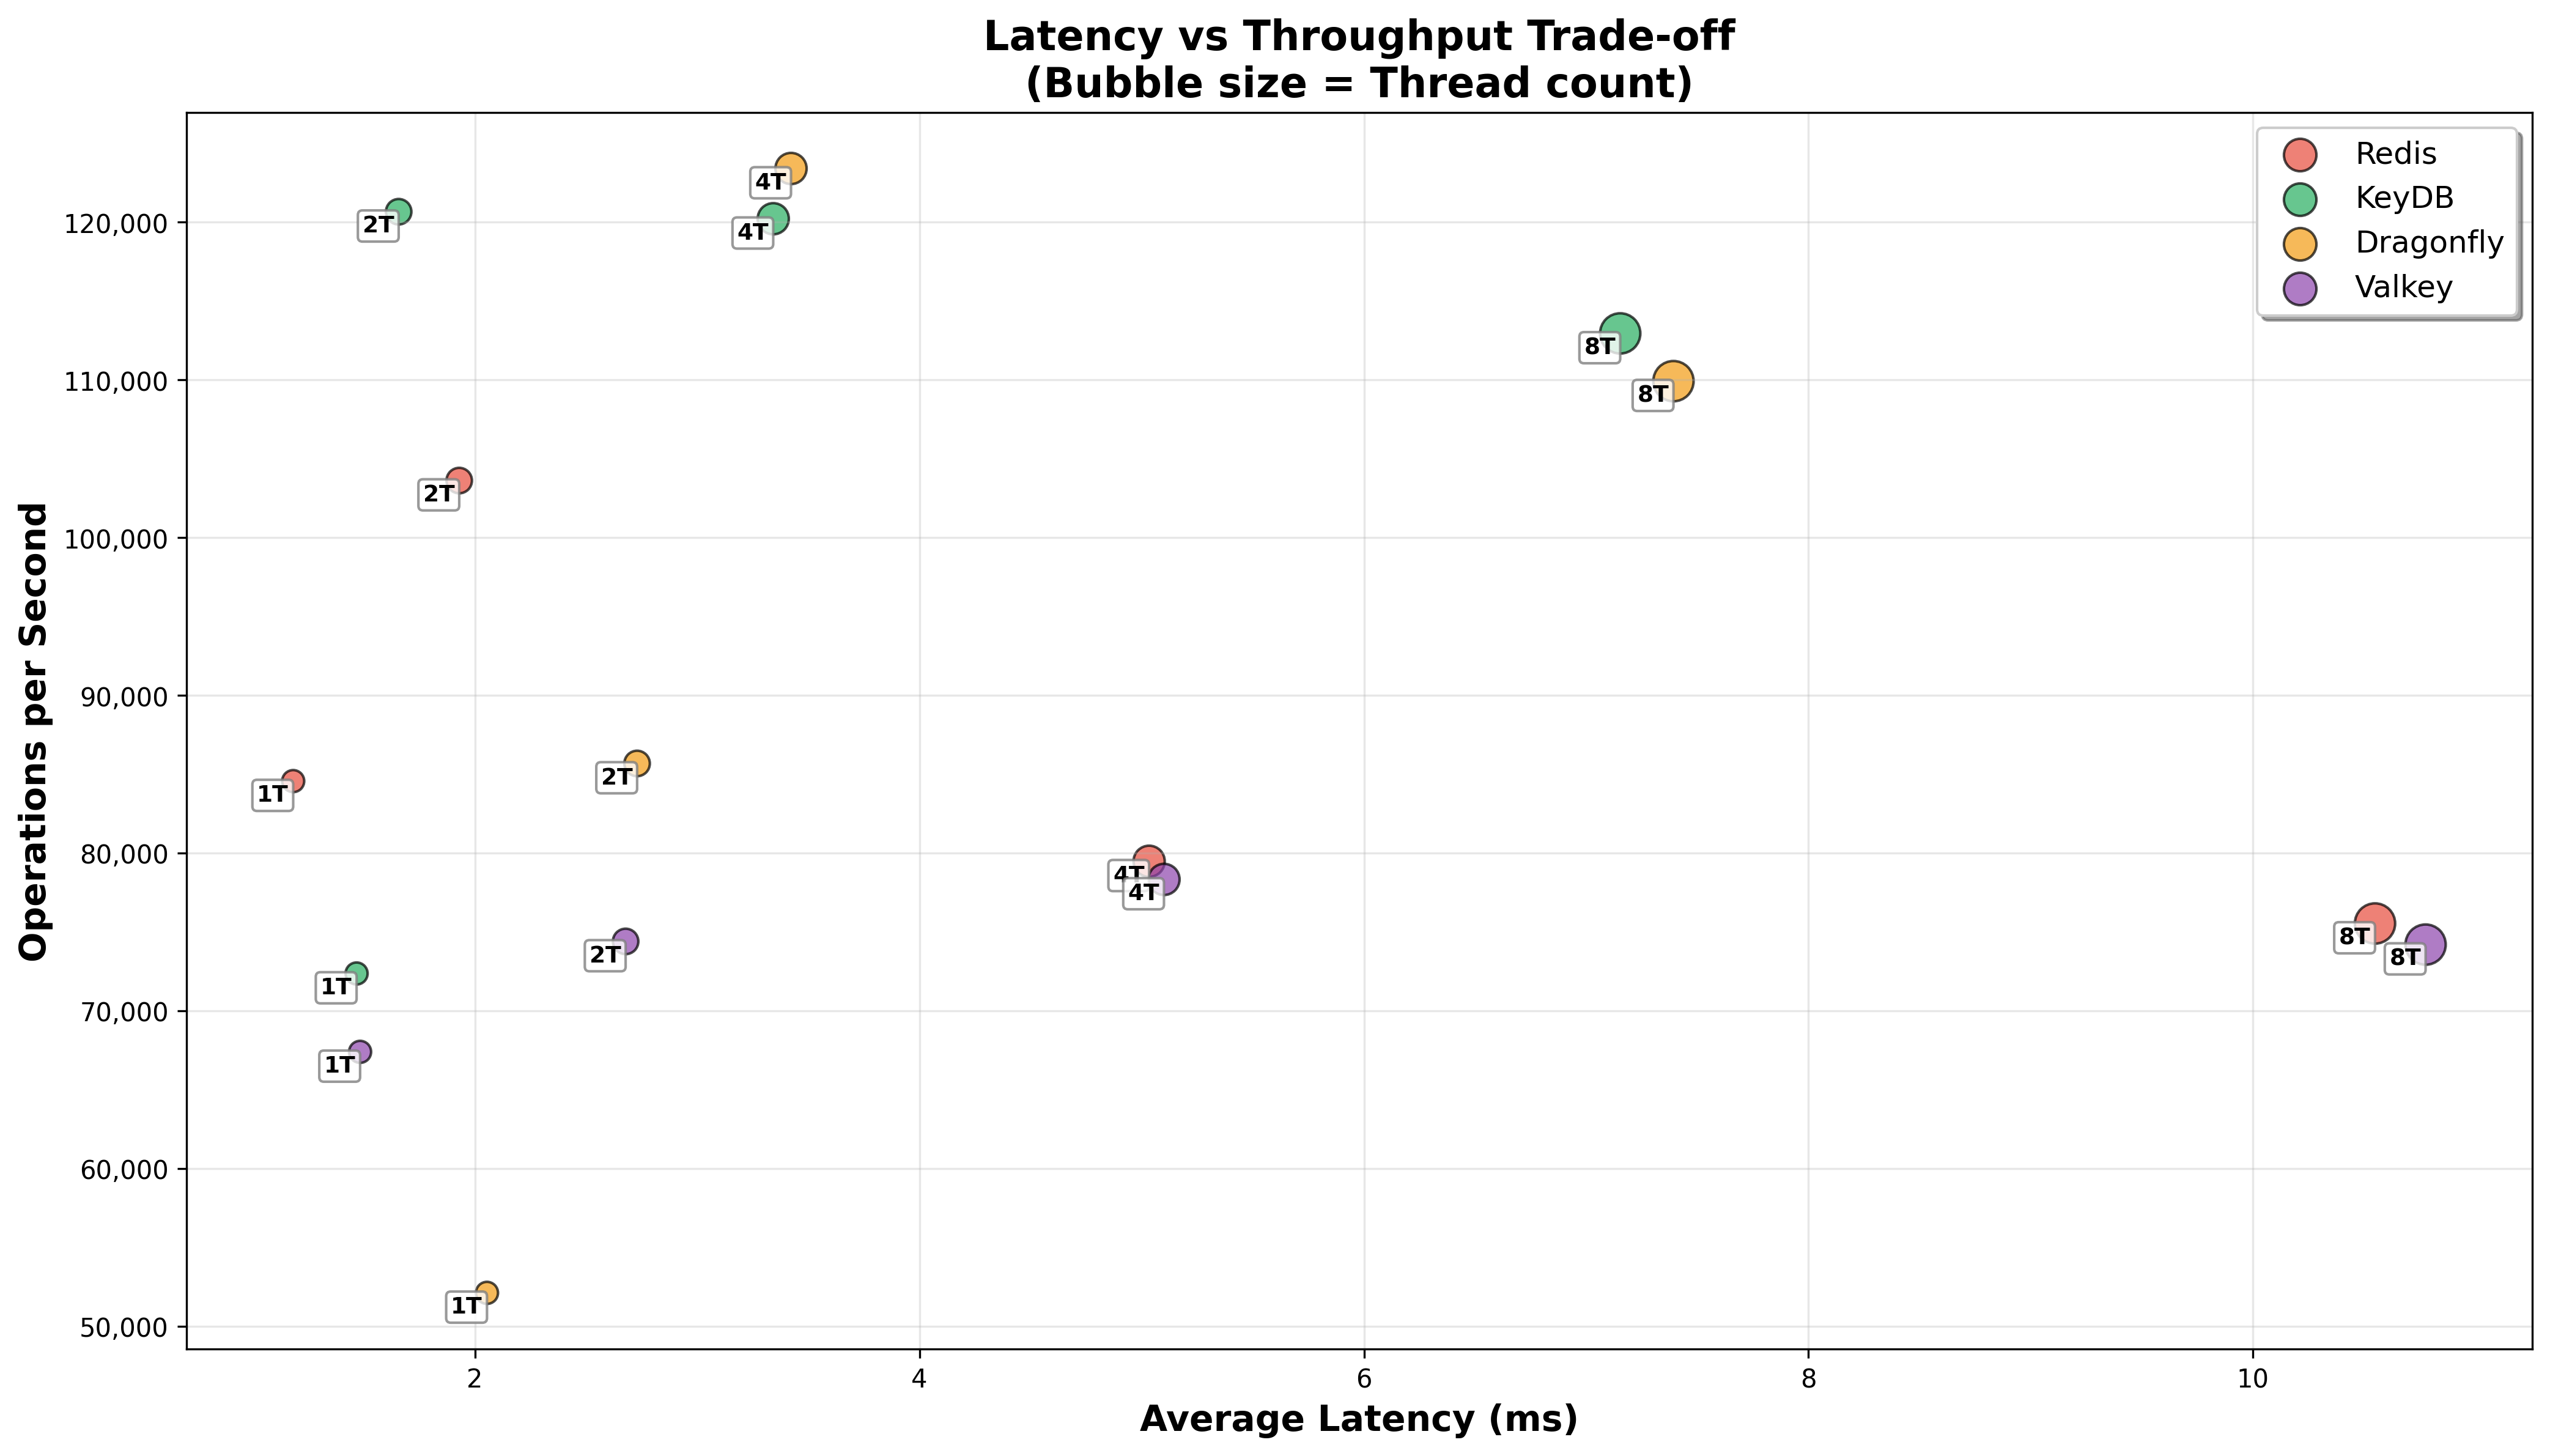 Latency vs Throughput Trade-off
(Bubble size = Thread count)
Redis
KeyDB
Dragonfly
Valkey
Operations per Second
120,000
110,000
100,000
90,000
80,000
70,000
60,000
50,000
4T
2T
4T
8T
8T
2T
2T
1T
4T
4T
8T
8T
2T
1T
1T
1T
2
4
6
8
10
Average Latency (ms)